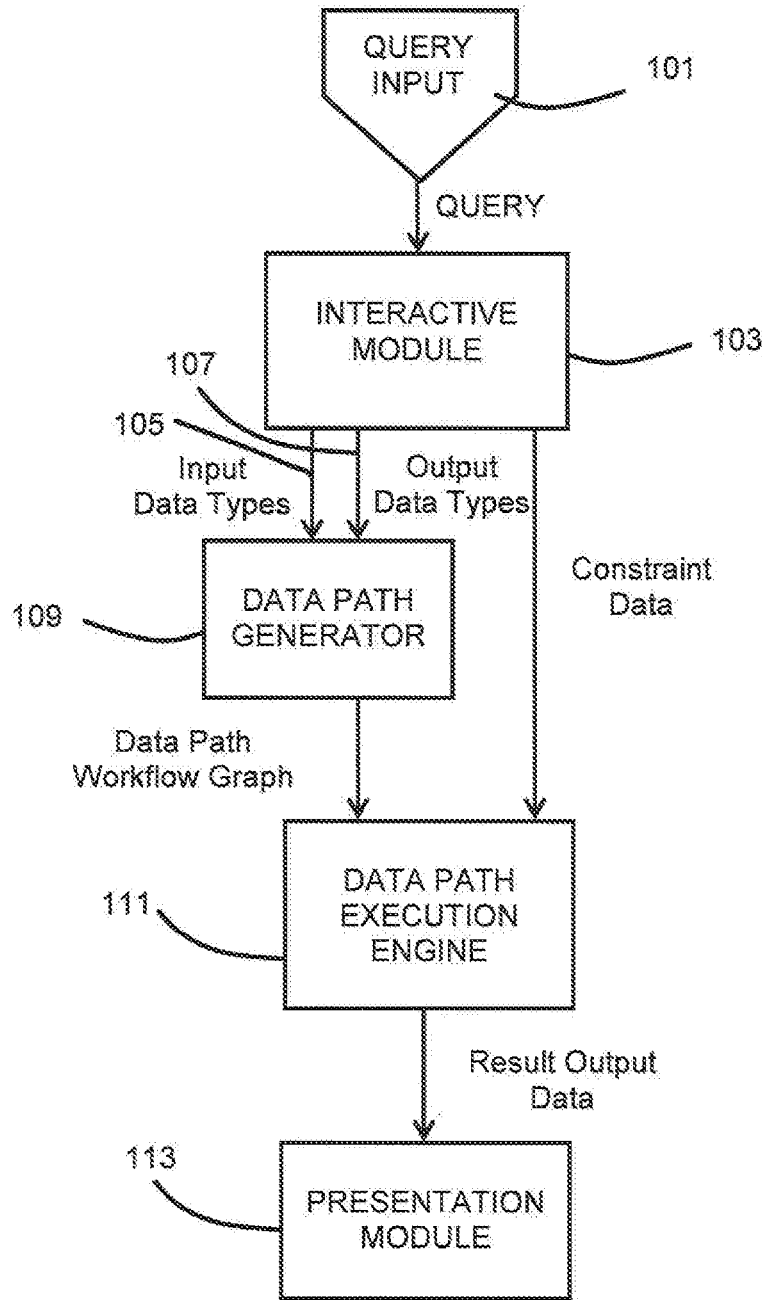 QUERY
INPUT
101
QUERY
INTERACTIVE
MODULE
103
107
105
Input
Data Types
Output
Data Types
Constraint
Data
109
DATA PATH
GENERATOR
Data Path
Workflow Graph
111
DATA PATH
EXECUTION
ENGINE
Result Output
Data
113
PRESENTATION
MODULE